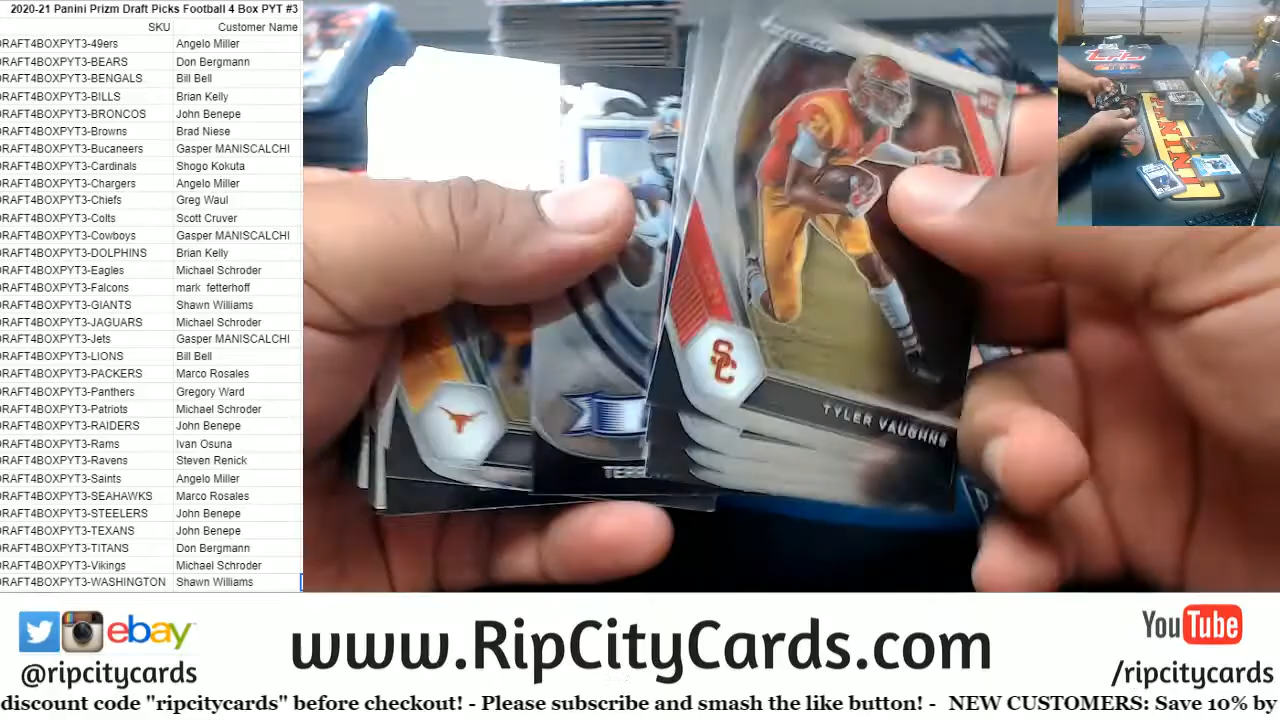 2020-21 Panini Prizm Draft Picks Football 4 Box PYT #3
SKU Customer Name
DRAFT4BOXPYT3-49ers Angelo Miller
DRAFT4BOXPYT3-BEARS Don Bergmann
DRAFT4BOXPYT3-BENGALS Bill Bell
DRAFT4BOXPYT3-BILLS Brian Kelly
DRAFT4BOXPYT3-BRONCOS John Benepe
DRAFT4BOXPYT3-Browns Brad Niese
DRAFT4BOXPYT3-Bucaneers Gasper MANISCALCHI
DRAFT4BOXPYT3-Cardinals Shogo Kokuta
DRAFT4BOXPYT3-Chargers Angelo Miller
DRAFT4BOXPYT3-Chiefs Greg Waul
DRAFT4BOXPYT3-Colts Scott Cruver
DRAFT4BOXPYT3-Cowboys Gasper MANISCALCHI
DRAFT4BOXPYT3-DOLPHINS Brian Kelly
DRAFT4BOXPYT3-Eagles Michael Schroder
DRAFT4BOXPYT3-Falcons mark fetterhoff
DRAFT4BOXPYT3-GIANTS Shawn Williams
DRAFT4BOXPYT3-JAGUARS Michael Schroder
DRAFT4BOXPYT3-Jets Gasper MANISCALCHI
DRAFT4BOXPYT3-LIONS Bill Bell
DRAFT4BOXPYT3-PACKERS Marco Rosales
DRAFT4BOXPYT3-Panthers Gregory Ward
DRAFT4BOXPYT3-Patriots Michael Schroder
DRAFT4BOXPYT3-RAIDERS John Benepe
DRAFT4BOXPYT3-Rams Ivan Osuna
DRAFT4BOXPYT3-Ravens Steven Renick
DRAFT4BOXPYT3-Saints Angelo Miller
DRAFT4BOXPYT3-SEAHAWKS Marco Rosales
DRAFT4BOXPYT3-STEELERS John Benepe
DRAFT4BOXPYT3-TEXANS John Benepe
DRAFT4BOXPYT3-TITANS Don Bergmann
DRAFT4BOXPYT3-Vikings Michael Schroder
DRAFT4BOXPYT3-WASHINGTON Shawn Williams
PANINI
SC
TYLER VAUGHNS
ebay
@ripcitycards
www.RipCityCards.com
YouTube
/ripcitycards
discount code "ripcitycards" before checkout! - Please subscribe and smash the like button! - NEW CUSTOMERS: Save 10% by